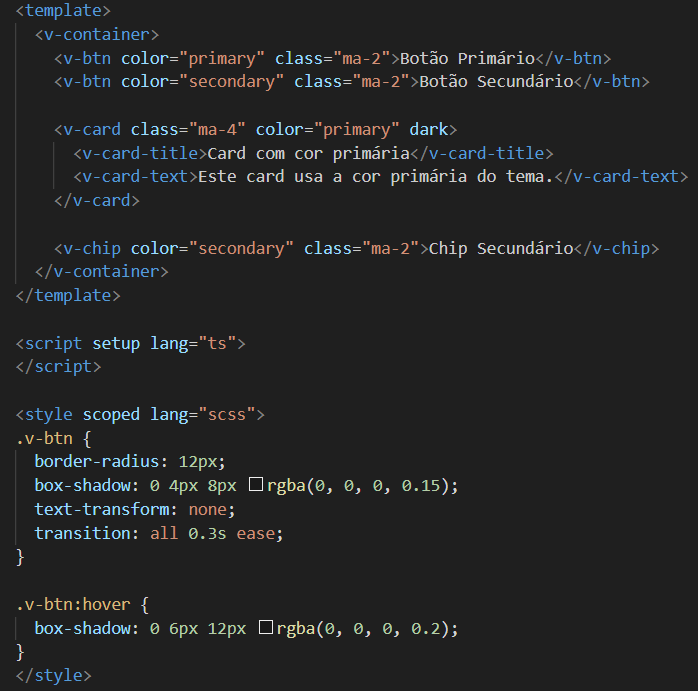 <template>
  <v-container>
    <v-btn color="primary" class="ma-2">Botão Primário</v-btn>
    <v-btn color="secondary" class="ma-2">Botão Secundário</v-btn>

    <v-card class="ma-4" color="primary" dark>
      <v-card-title>Card com cor primária</v-card-title>
      <v-card-text>Este card usa a cor primária do tema.</v-card-text>
    </v-card>

    <v-chip color="secondary" class="ma-2">Chip Secundário</v-chip>
  </v-container>
</template>

<script setup lang="ts">
</script>

<style scoped lang="scss">
.v-btn {
  border-radius: 12px;
  box-shadow: 0 4px 8px rgba(0, 0, 0, 0.15);
  text-transform: none;
  transition: all 0.3s ease;
}

.v-btn:hover {
  box-shadow: 0 6px 12px rgba(0, 0, 0, 0.2);
}
</style>